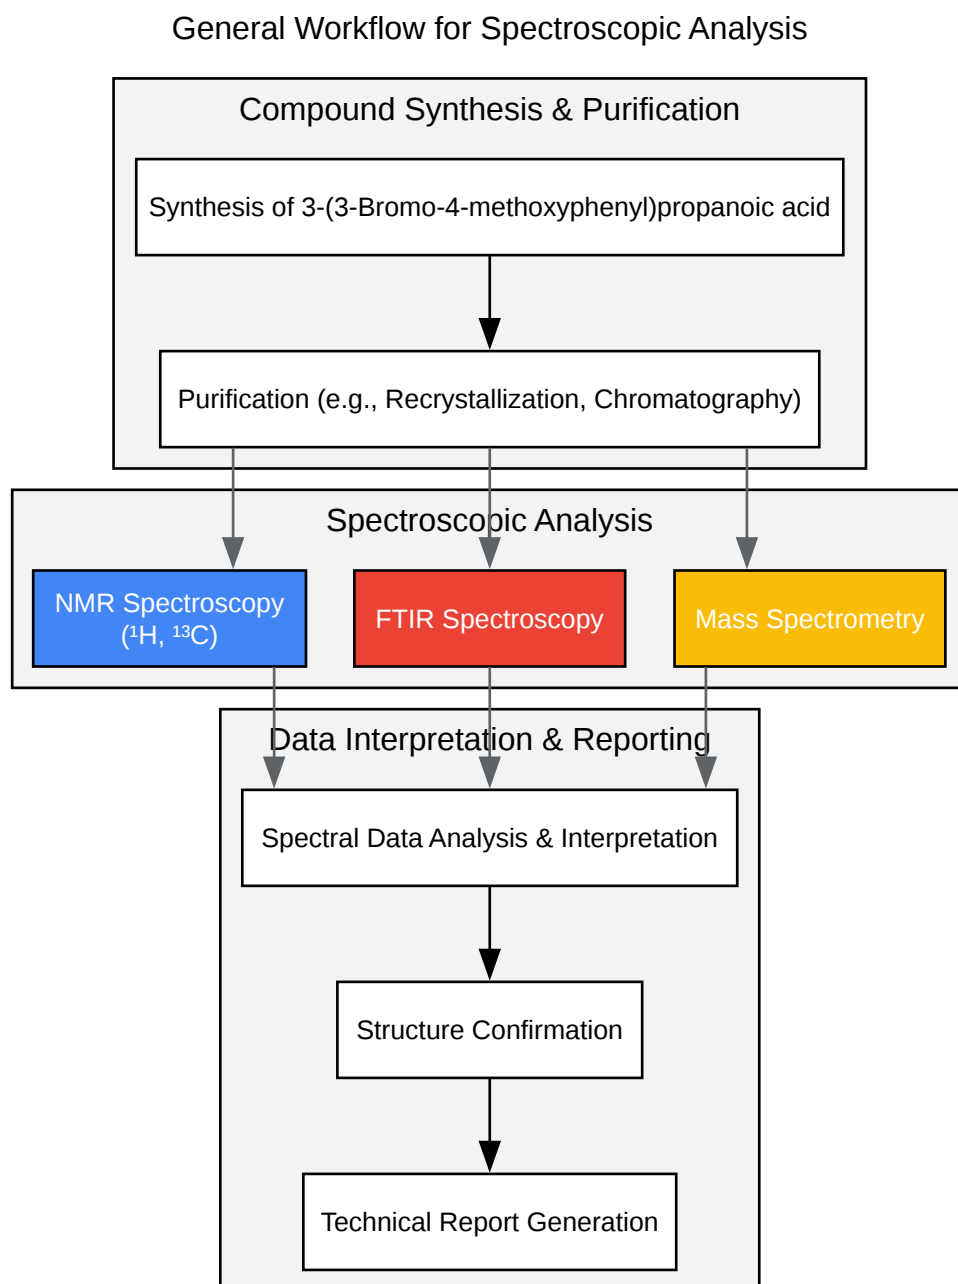 General Workflow for Spectroscopic Analysis
Compound Synthesis & Purification
Synthesis of 3-(3-Bromo-4-methoxyphenyl)propanoic acid
Purification (e.g., Recrystallization, Chromatography)
Spectroscopic Analysis
NMR Spectroscopy
(¹H, ¹³C)
FTIR Spectroscopy
Mass Spectrometry
Data Interpretation & Reporting
Spectral Data Analysis & Interpretation
Structure Confirmation
Technical Report Generation